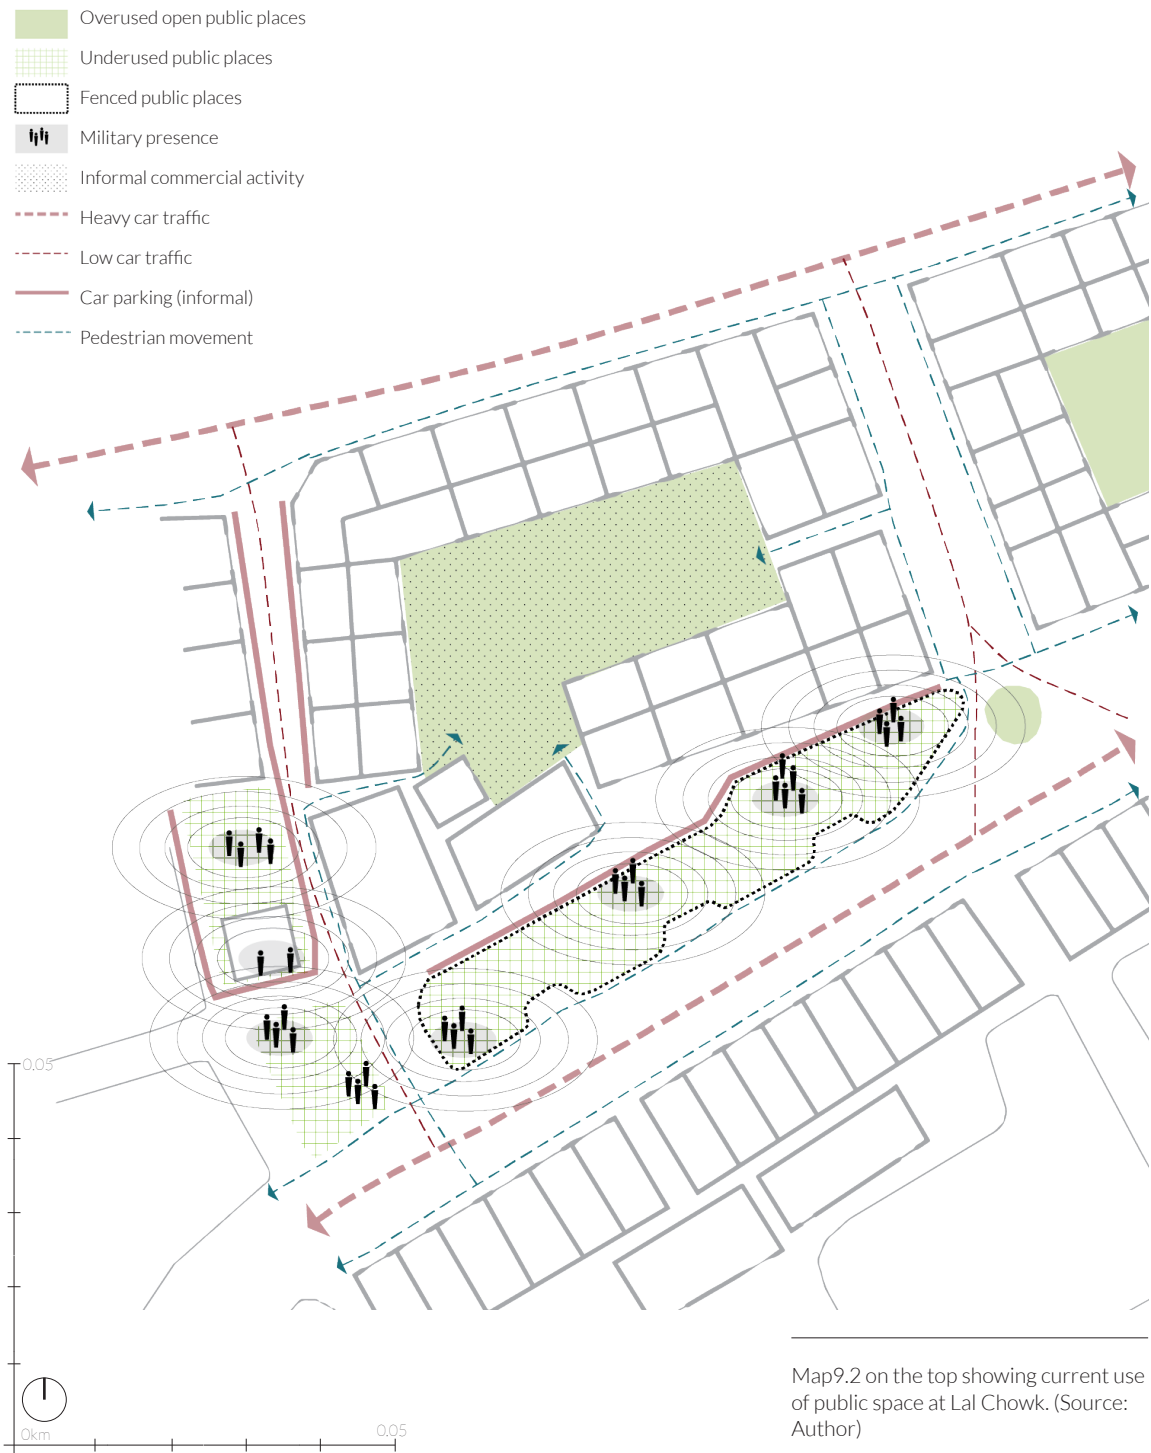 Overused open public places
Underused public places
Fenced public places
Military presence
Informal commercial activity
Heavy car traffic
Low car traffic
Car parking (informal)
Pedestrian movement
0.05
0km
0.05
Map9.2 on the top showing current use
of public space at Lal Chowk. (Source:
Author)